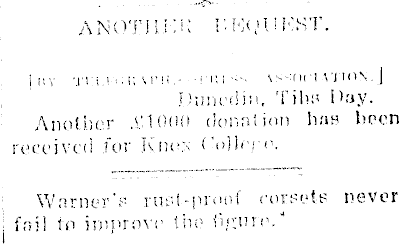 ANOTHER BEQUEST.
[BY TELEGRAPH.—PRESS ASSOCIATION.]
Dunedin, This Day.
Another £1000 donation has been
received for Knox College.
Warner's rust-proof corsets never
fail to improve the figure.*